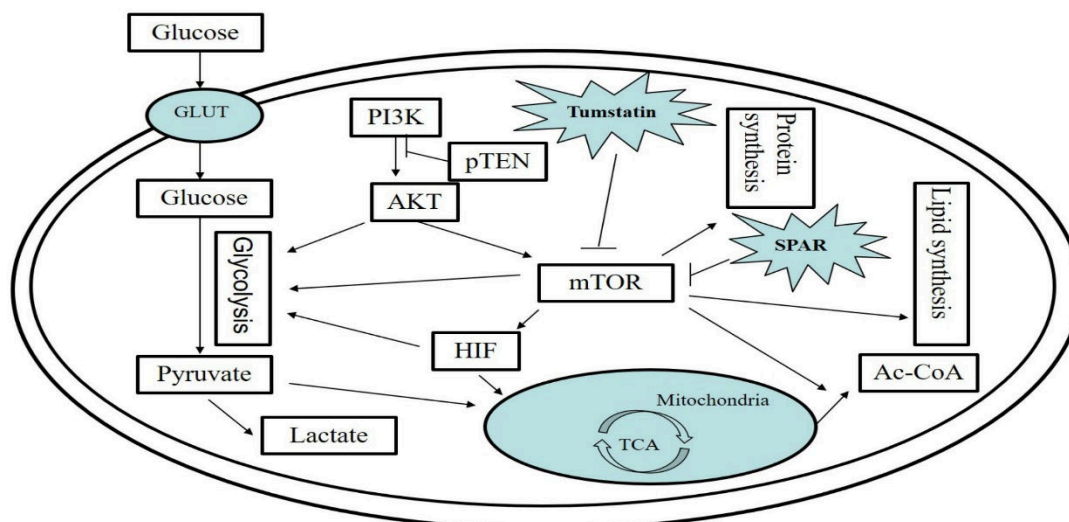 Glucose
GLUT
Glucose
Glycolysis
Pyruvate
Lactate
PI3K
pTEN
AKT
Tumstatin
mTOR
HIF
Protein
synthesis
SPAR
Lipid synthesis
Ac-CoA
Mitochondria
TCA